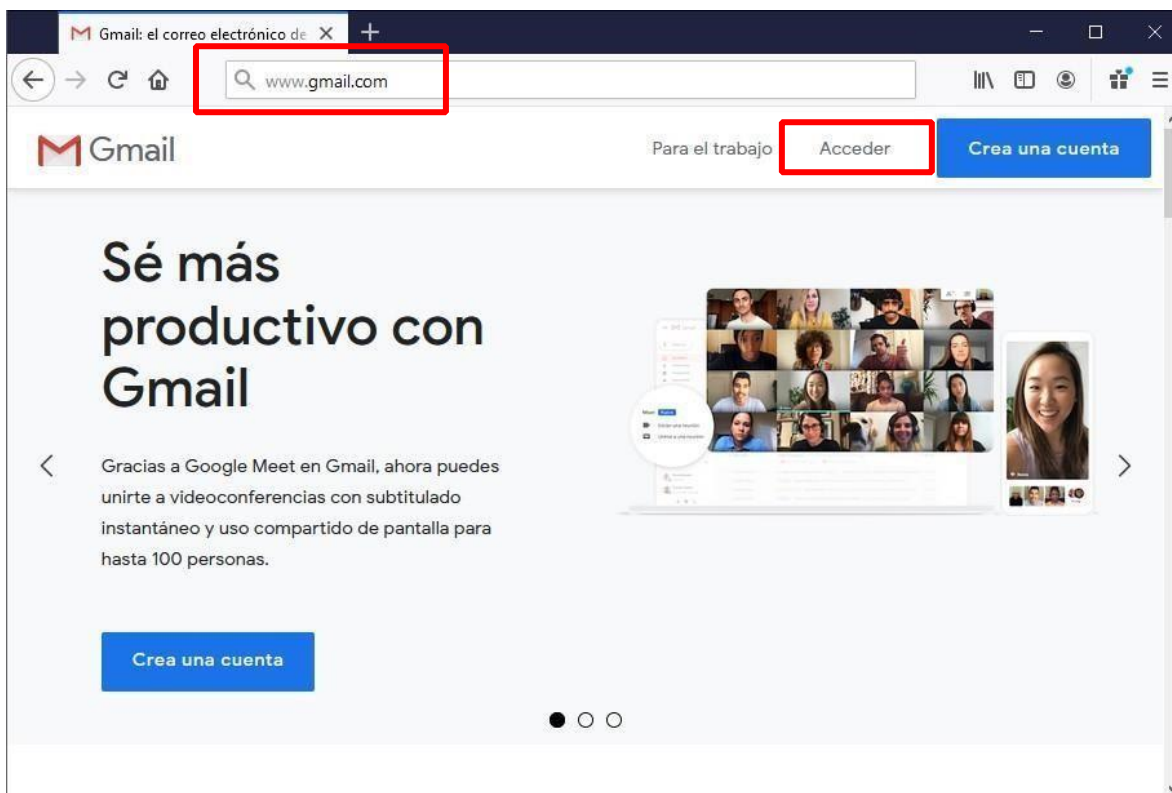 Gmail: el correo electrónico de
www.gmail.com
Gmail
Para el trabajo
Acceder
Crea una cuenta
Sé más
productivo con
Gmail
Gracias a Google Meet en Gmail, ahora puedes
unirte a videoconferencias con subtitulado
instantáneo y uso compartido de pantalla para
hasta 100 personas.
Crea una cuenta